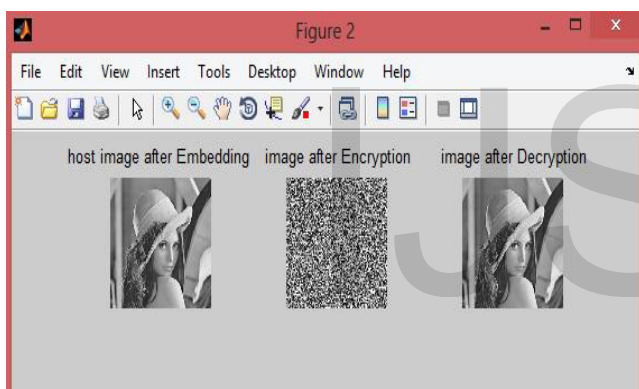 Figure 2
File Edit View Insert Tools Desktop Window Help
host image after Embedding image after Encryption image after Decryption
IJS